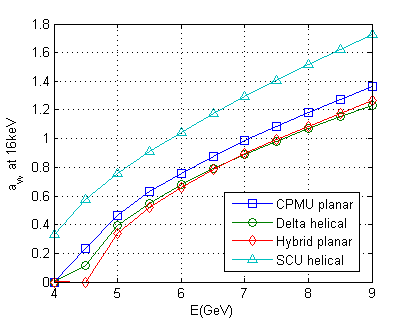 1.8
1.6
1.4
1.2
1
0.8
0.6
0.4
0.2
0
a_w at 16keV
CPMU planar
Delta helical
Hybrid planar
SCU helical
4 5 6 7 8 9
E(GeV)